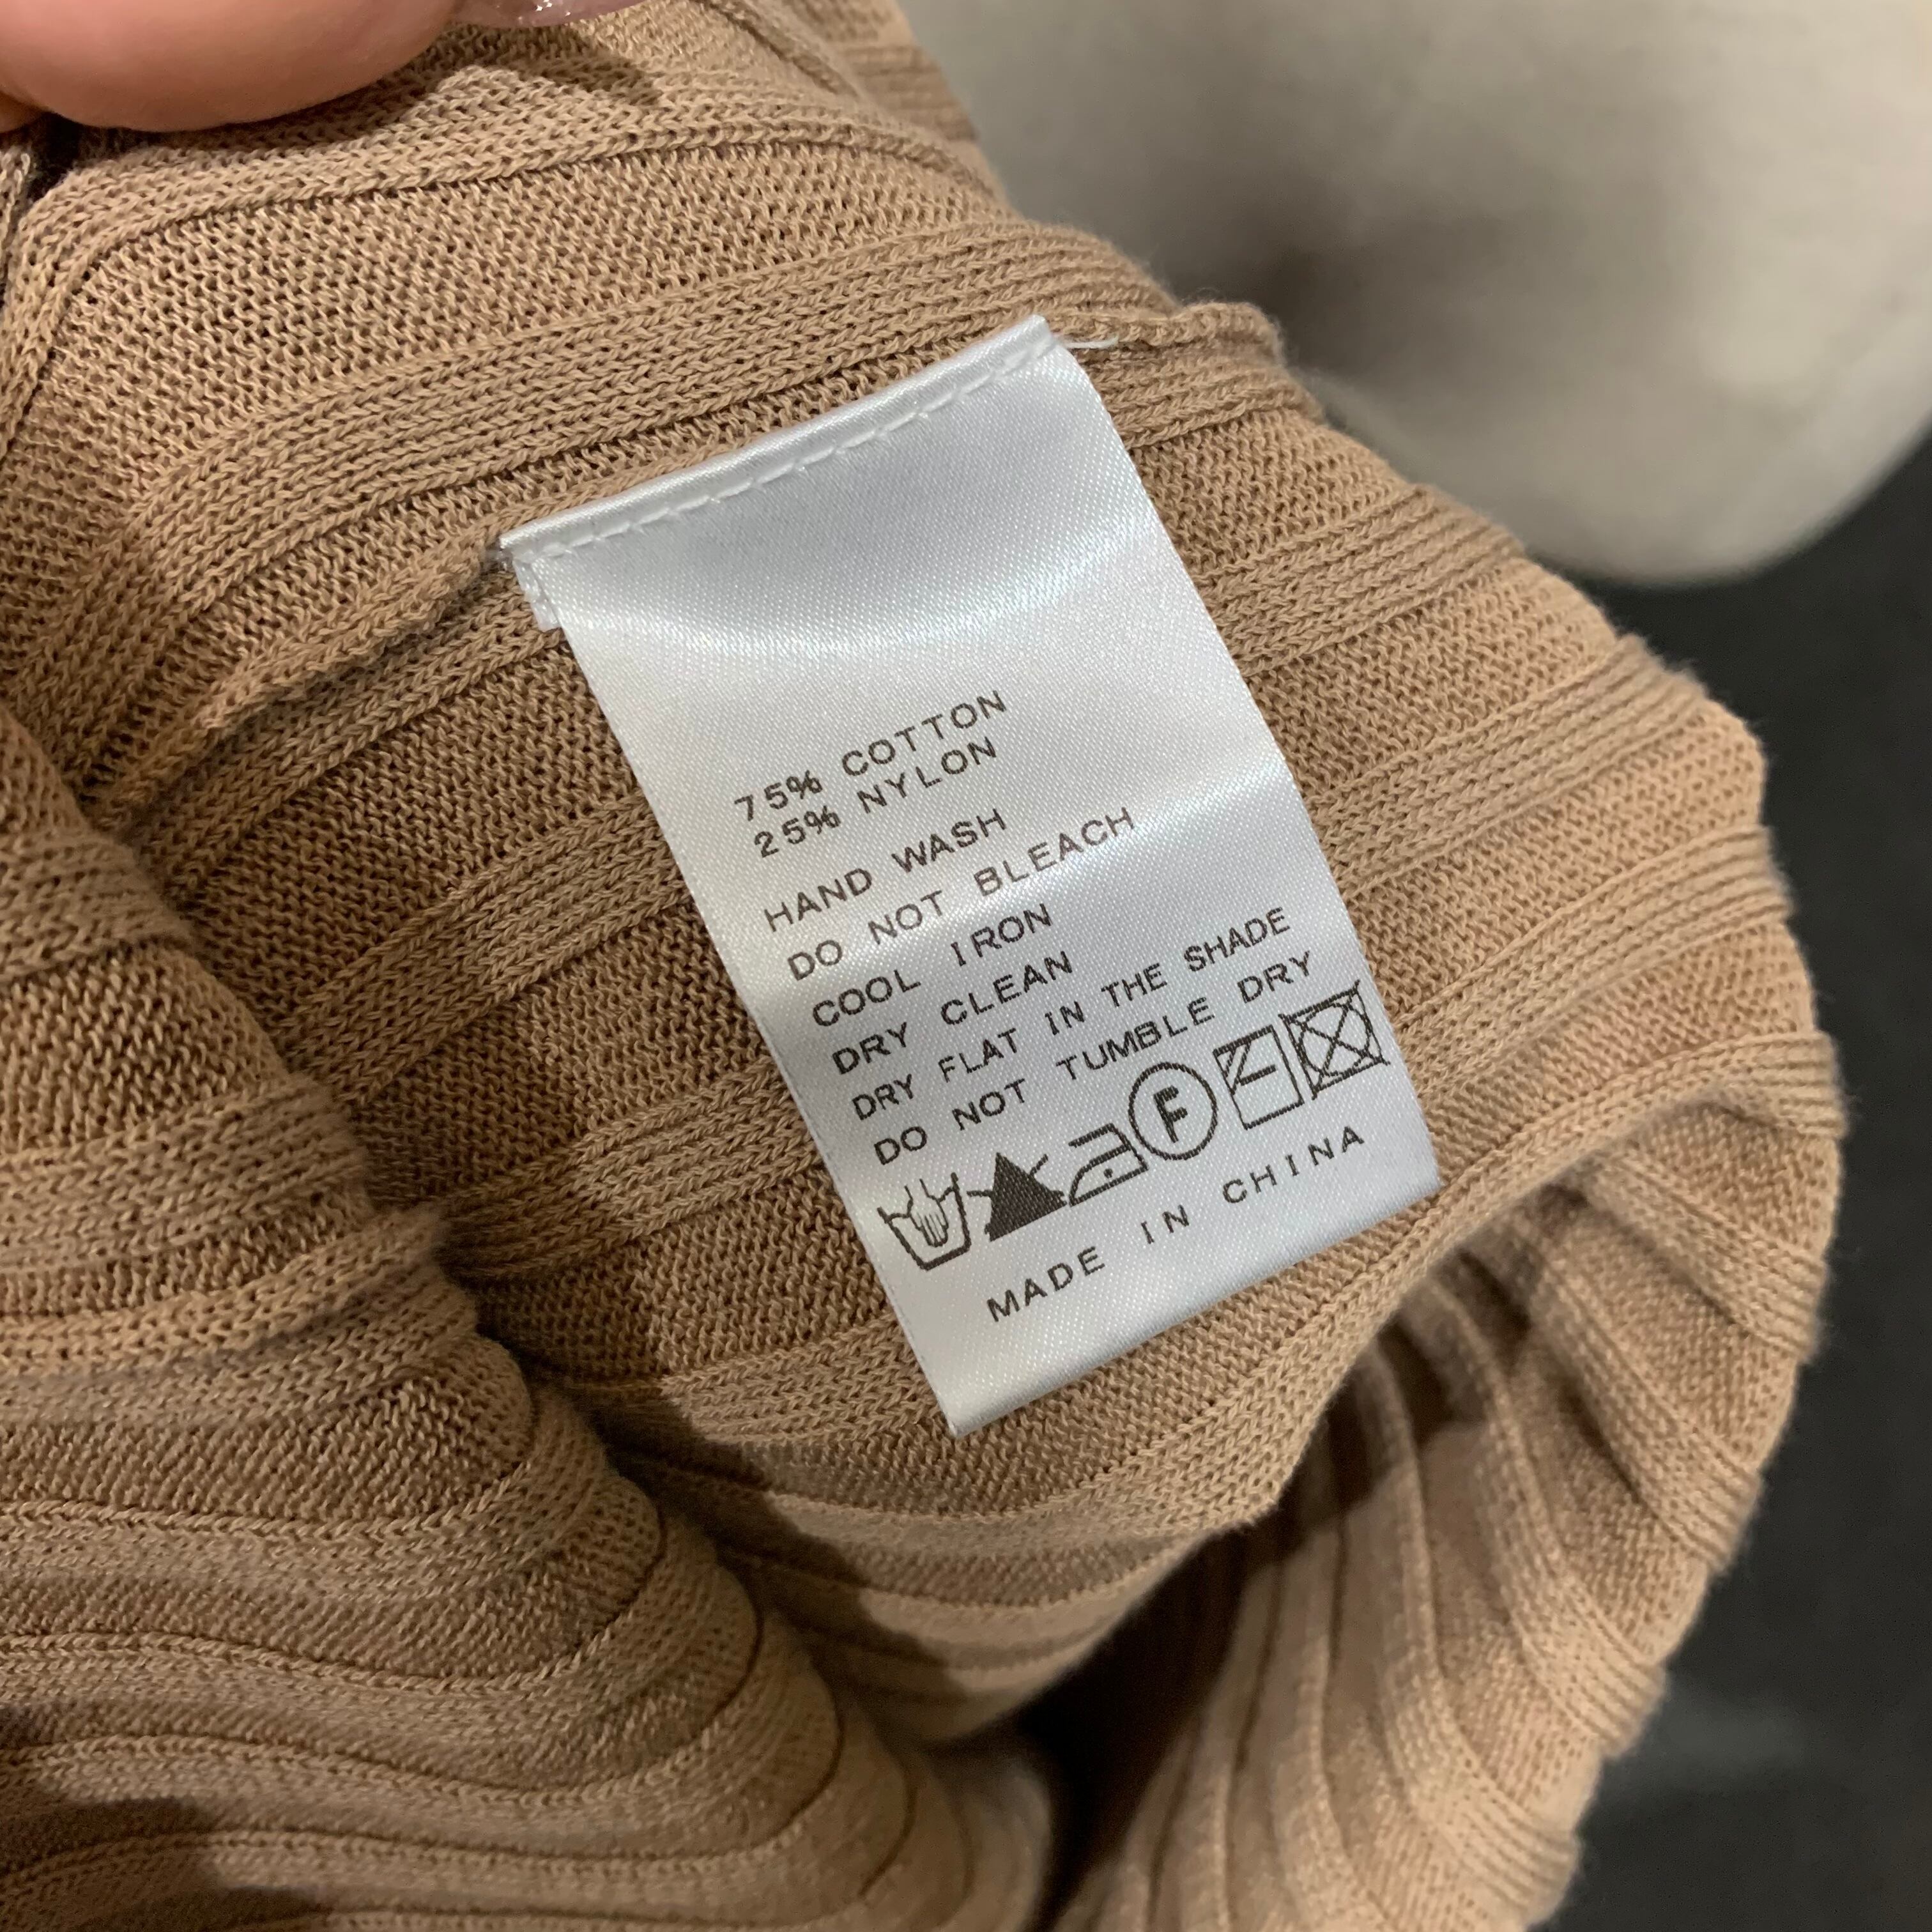 75% COTTON
25% NYLON
HAND WASH
DO NOT BLEACH
COOL IRON
DRY CLEAN
DRY FLAT IN THE SHADE
DO NOT TUMBLE DRY
F
MADE IN CHINA